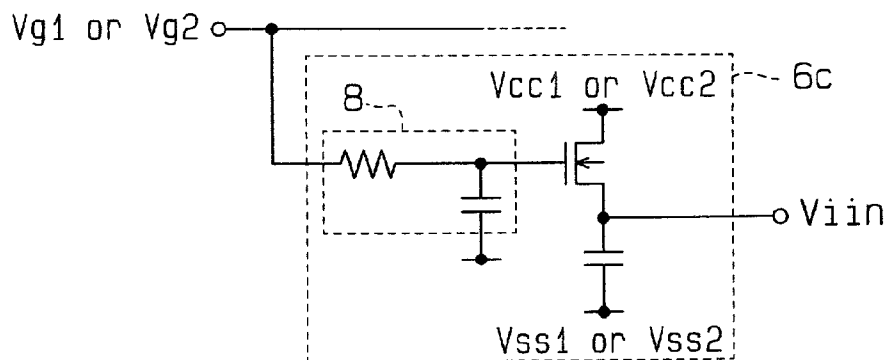 Vg1 or Vg2
Vcc1 or Vcc2
6c
8
Viin
Vss1 or Vss2